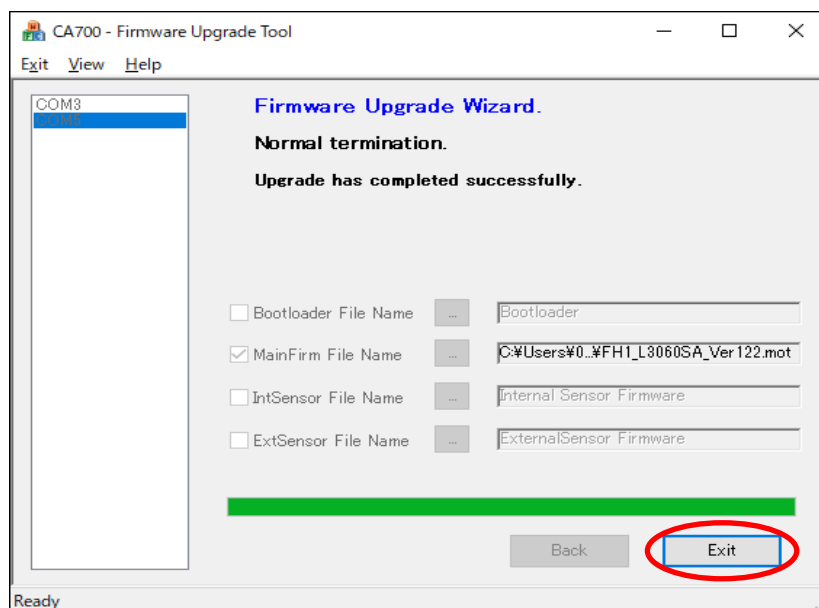 CA700 - Firmware Upgrade Tool
Exit View Help
COM3
COM5
Firmware Upgrade Wizard.
Normal termination.
Upgrade has completed successfully.
Bootloader File Name ... Bootloader
MainFirm File Name ... C:¥Users¥0..¥FH1_L3060SA_Ver122.mot
IntSensor File Name ... Internal Sensor Firmware
ExtSensor File Name ... ExternalSensor Firmware
Back Exit
Ready